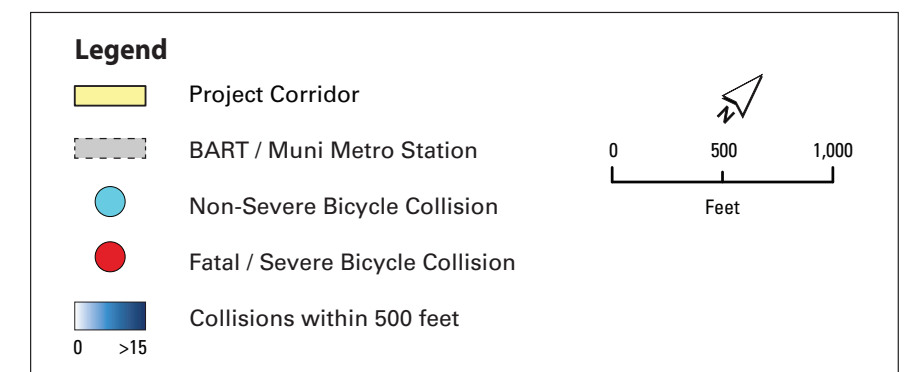 Legend
Project Corridor
BART / Muni Metro Station
Non-Severe Bicycle Collision
Fatal / Severe Bicycle Collision
Collisions within 500 feet
0 >15
N
0 500 1,000
Feet